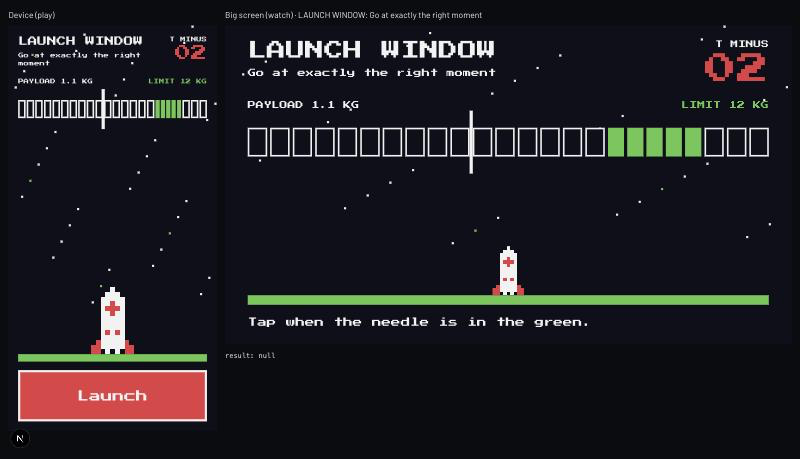 Device (play)
LAUNCH WINDOW
Go at exactly the right
moment
T MINUS
02
PAYLOAD 1.1 KG
LIMIT 12 KG
Launch
N
Big screen (watch) · LAUNCH WINDOW: Go at exactly the right moment
LAUNCH WINDOW
Go at exactly the right moment
T MINUS
02
PAYLOAD 1.1 KG
LIMIT 12 KG
Tap when the needle is in the green.
result: null